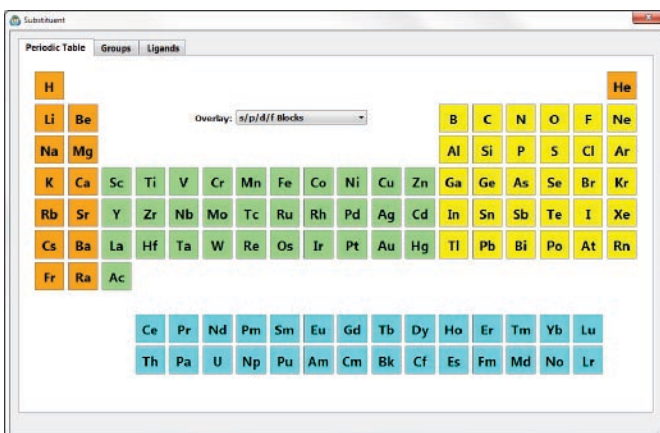 Substituent
Periodic Table Groups Ligands
H He
Li Be Overlay: s/p/d/f Blocks B C N O F Ne
Na Mg Al Si P S Cl Ar
K Ca Sc Ti V Cr Mn Fe Co Ni Cu Zn Ga Ge As Se Br Kr
Rb Sr Y Zr Nb Mo Tc Ru Rh Pd Ag Cd In Sn Sb Te I Xe
Cs Ba La Hf Ta W Re Os Ir Pt Au Hg Tl Pb Bi Po At Rn
Fr Ra Ac
Ce Pr Nd Pm Sm Eu Gd Tb Dy Ho Er Tm Yb Lu
Th Pa U Np Pu Am Cm Bk Cf Es Fm Md No Lr